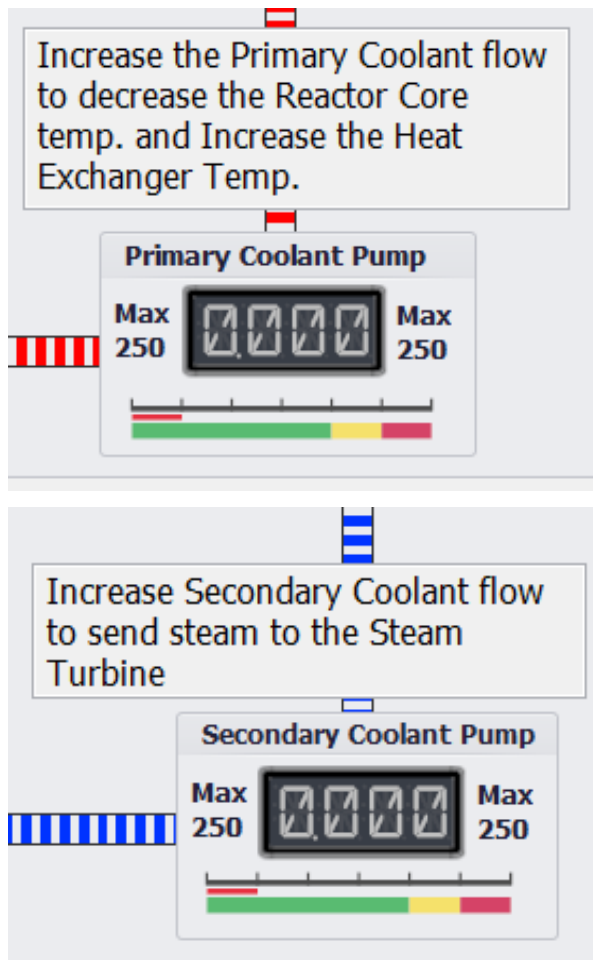 Increase the Primary Coolant flow
to decrease the Reactor Core
temp. and Increase the Heat
Exchanger Temp.
Primary Coolant Pump
Max
250
0.000
Max
250
Increase Secondary Coolant flow
to send steam to the Steam
Turbine
Secondary Coolant Pump
Max
250
0.000
Max
250